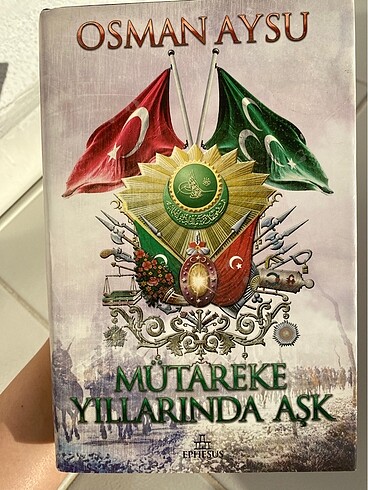 OSMAN AYSU
MÜTAREKE
YILLARINDA AŞK
EPHESUS